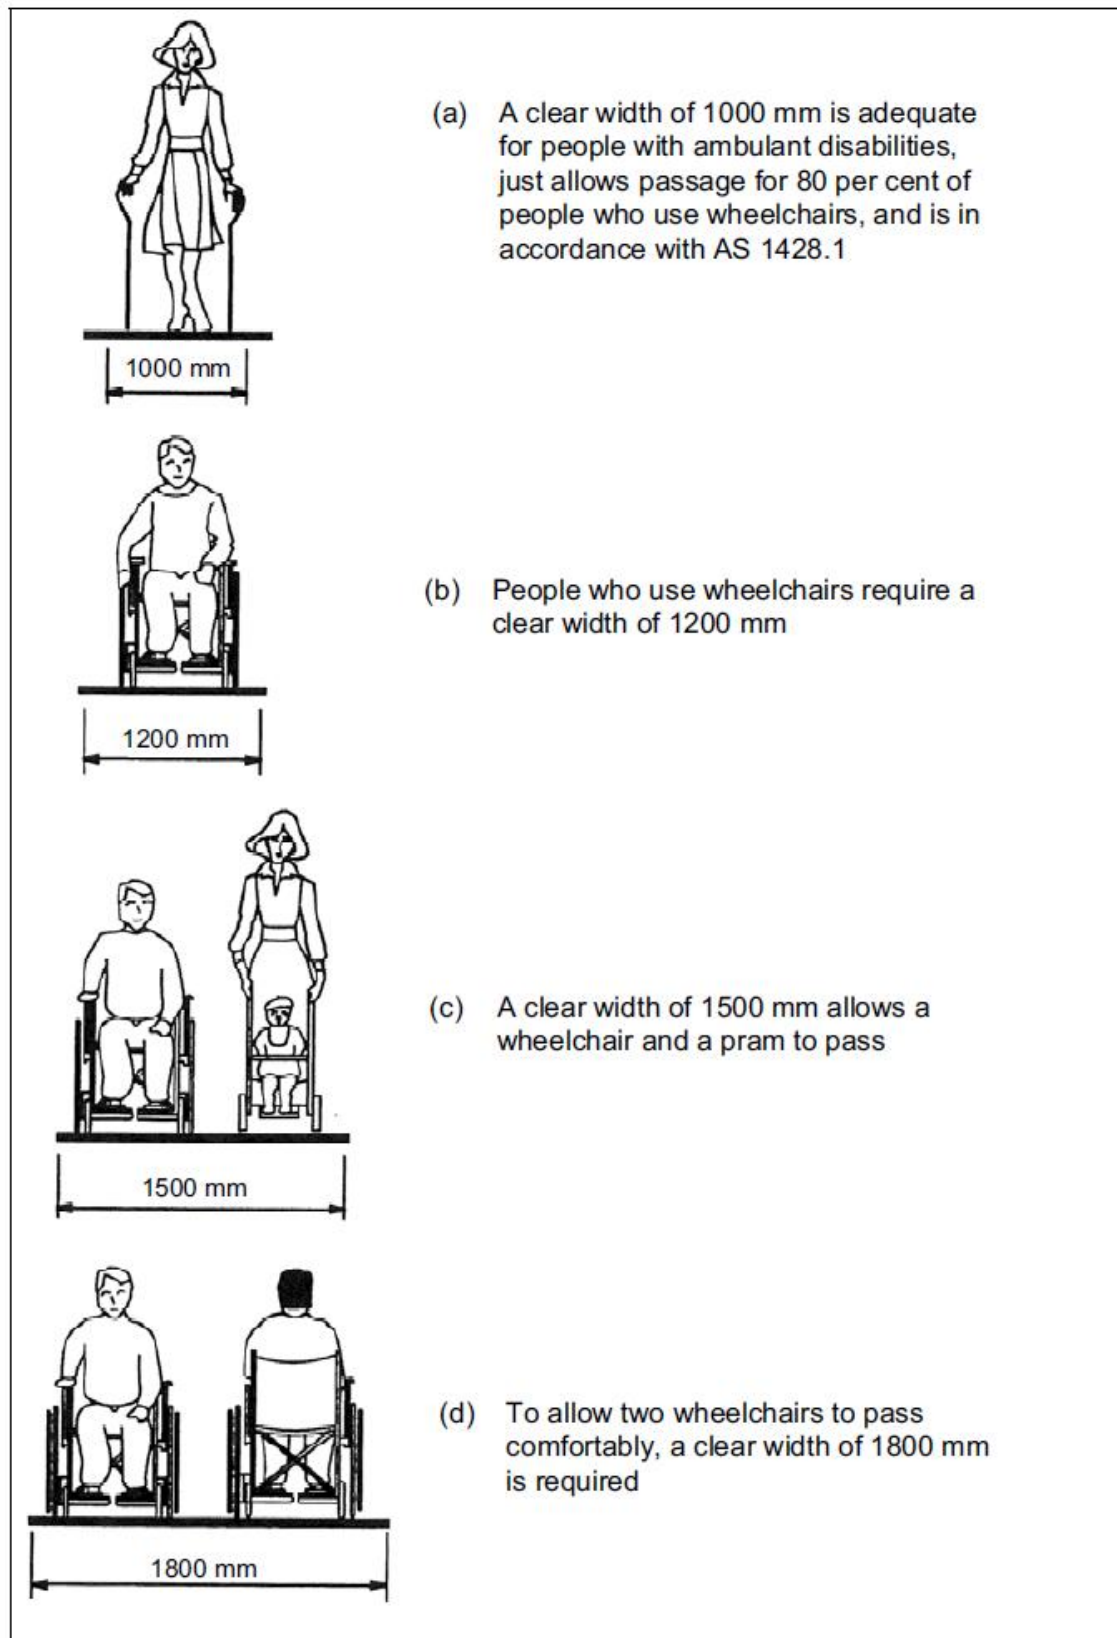 (a) A clear width of 1000 mm is adequate
for people with ambulant disabilities,
just allows passage for 80 per cent of
people who use wheelchairs, and is in
accordance with AS 1428.1
1000 mm
(b) People who use wheelchairs require a
clear width of 1200 mm
1200 mm
(c) A clear width of 1500 mm allows a
wheelchair and a pram to pass
1500 mm
(d) To allow two wheelchairs to pass
comfortably, a clear width of 1800 mm
is required
1800 mm